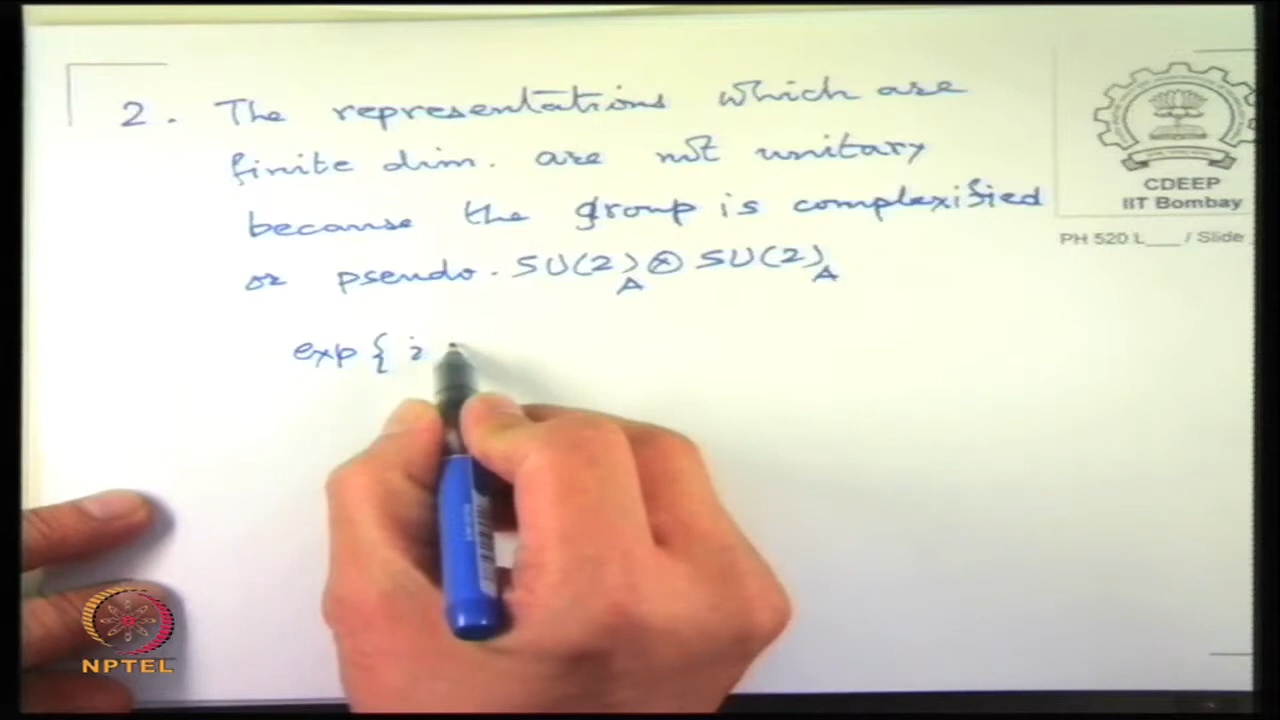 2. The representations which are
finite dim. are not unitary
because the group is complexified
or pseudo. SU(2)A ⊗ SU(2)A
exp { i
CDEEP
IIT Bombay
PH 520 L___ / Slide
NPTEL